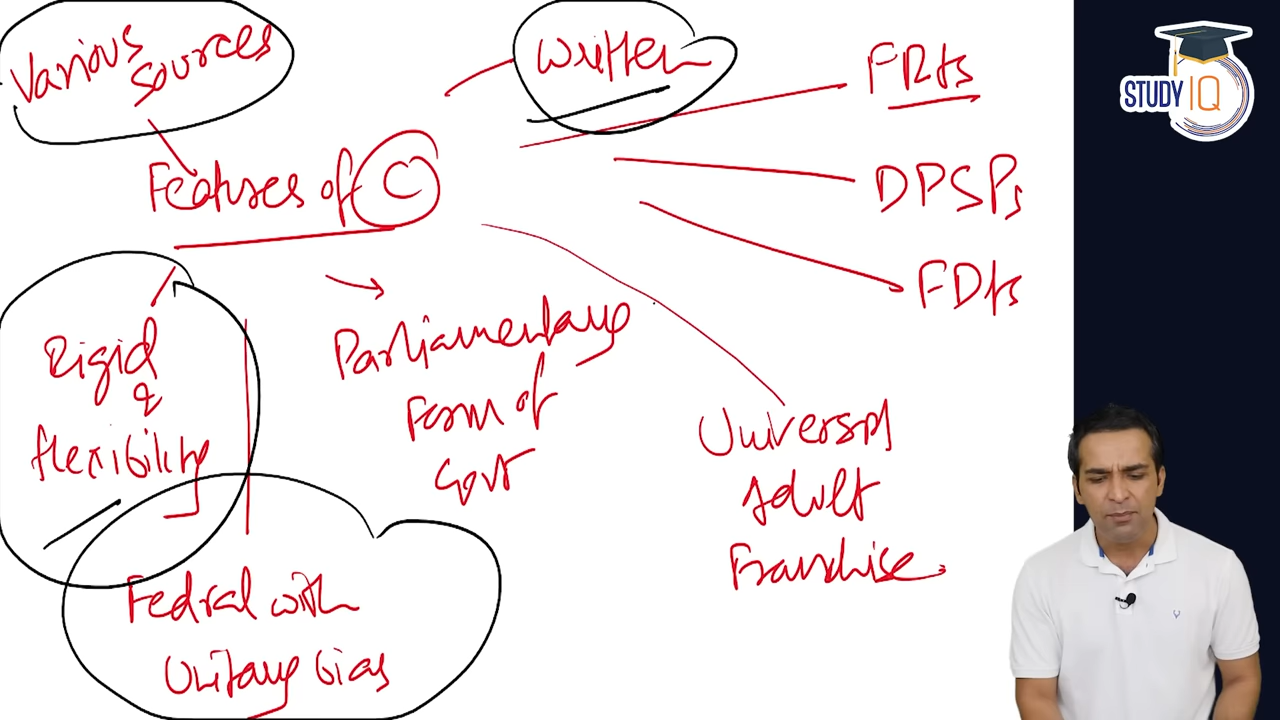 Various
sources
Written
FRts
DPSPs
FDts
Features of C
Rigid
&
flexibility
Parliamentary
Form of
Govt
Universal
Adult
Franchise
Fedral with
Unitary bias
STUDY IQ